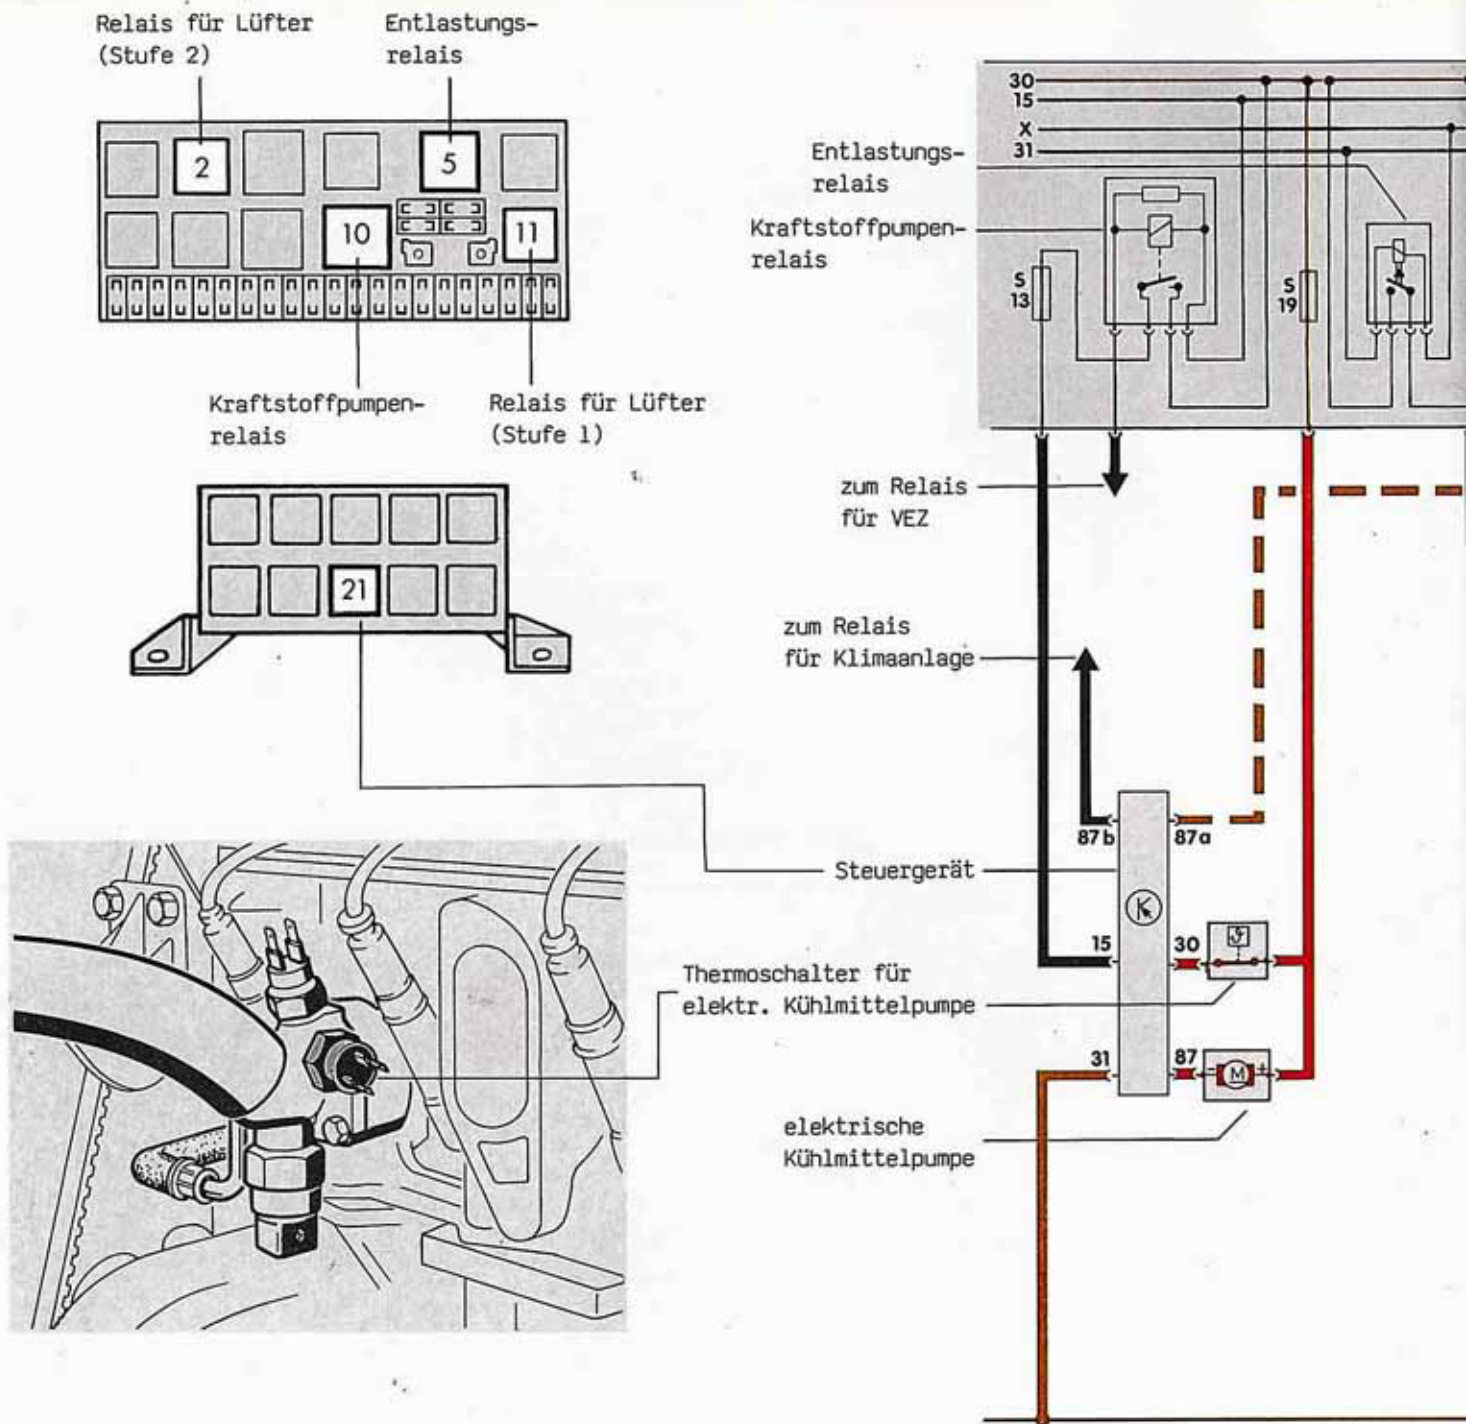 Relais für Lüfter
(Stufe 2)
Entlastungs-
relais
2
5
10
11
Kraftstoffpumpen-
relais
Relais für Lüfter
(Stufe 1)
30
15
X
31
Entlastungs-
relais
Kraftstoffpumpen-
relais
S
13
S
19
zum Relais
für VEZ
21
zum Relais
für Klimaanlage
87b
87a
Steuergerät
K
15
30
ϑ
Thermoschalter für
elektr. Kühlmittelpumpe
31
87
- M +
elektrische
Kühlmittelpumpe